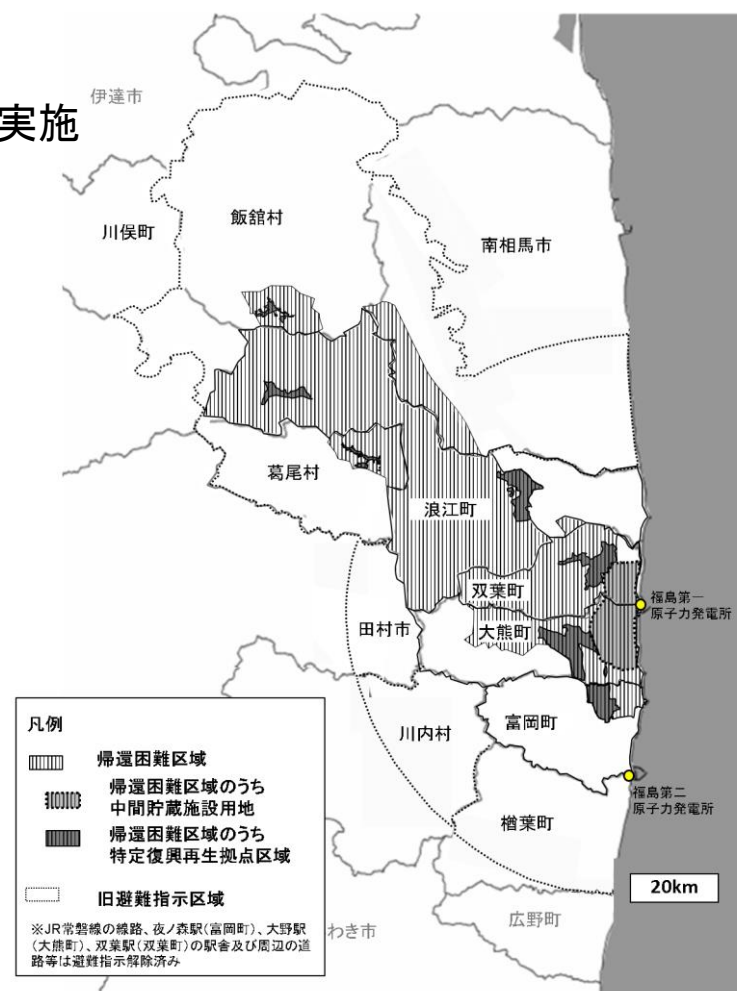 伊達市
実施
飯舘村
川俣町
南相馬市
葛尾村
浪江町
双葉町
福島第一
原子力発電所
田村市
大熊町
川内村
富岡町
福島第二
原子力発電所
楢葉町
20km
広野町
わき市
凡例
帰還困難区域
帰還困難区域のうち
中間貯蔵施設用地
帰還困難区域のうち
特定復興再生拠点区域
旧避難指示区域
※JR常磐線の線路、夜ノ森駅(富岡町)、大野駅
(大熊町)、双葉駅(双葉町)の駅舎及び周辺の道
路等は避難指示解除済み